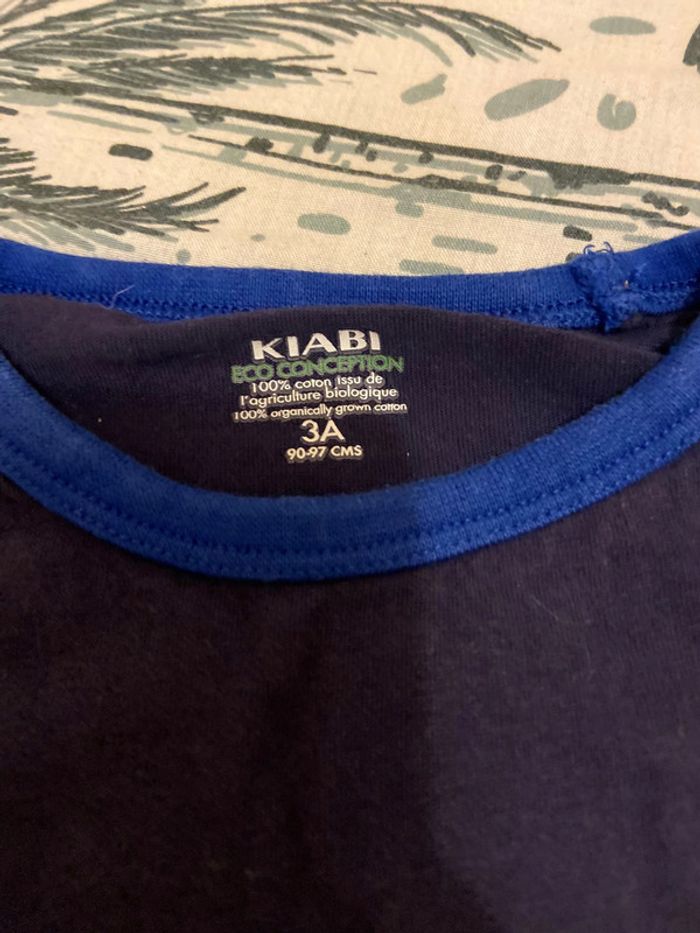 KIABI
ECO CONCEPTION
100% coton issu de
l'agriculture biologique
100% organically grown cotton
3A
90-97 CMS